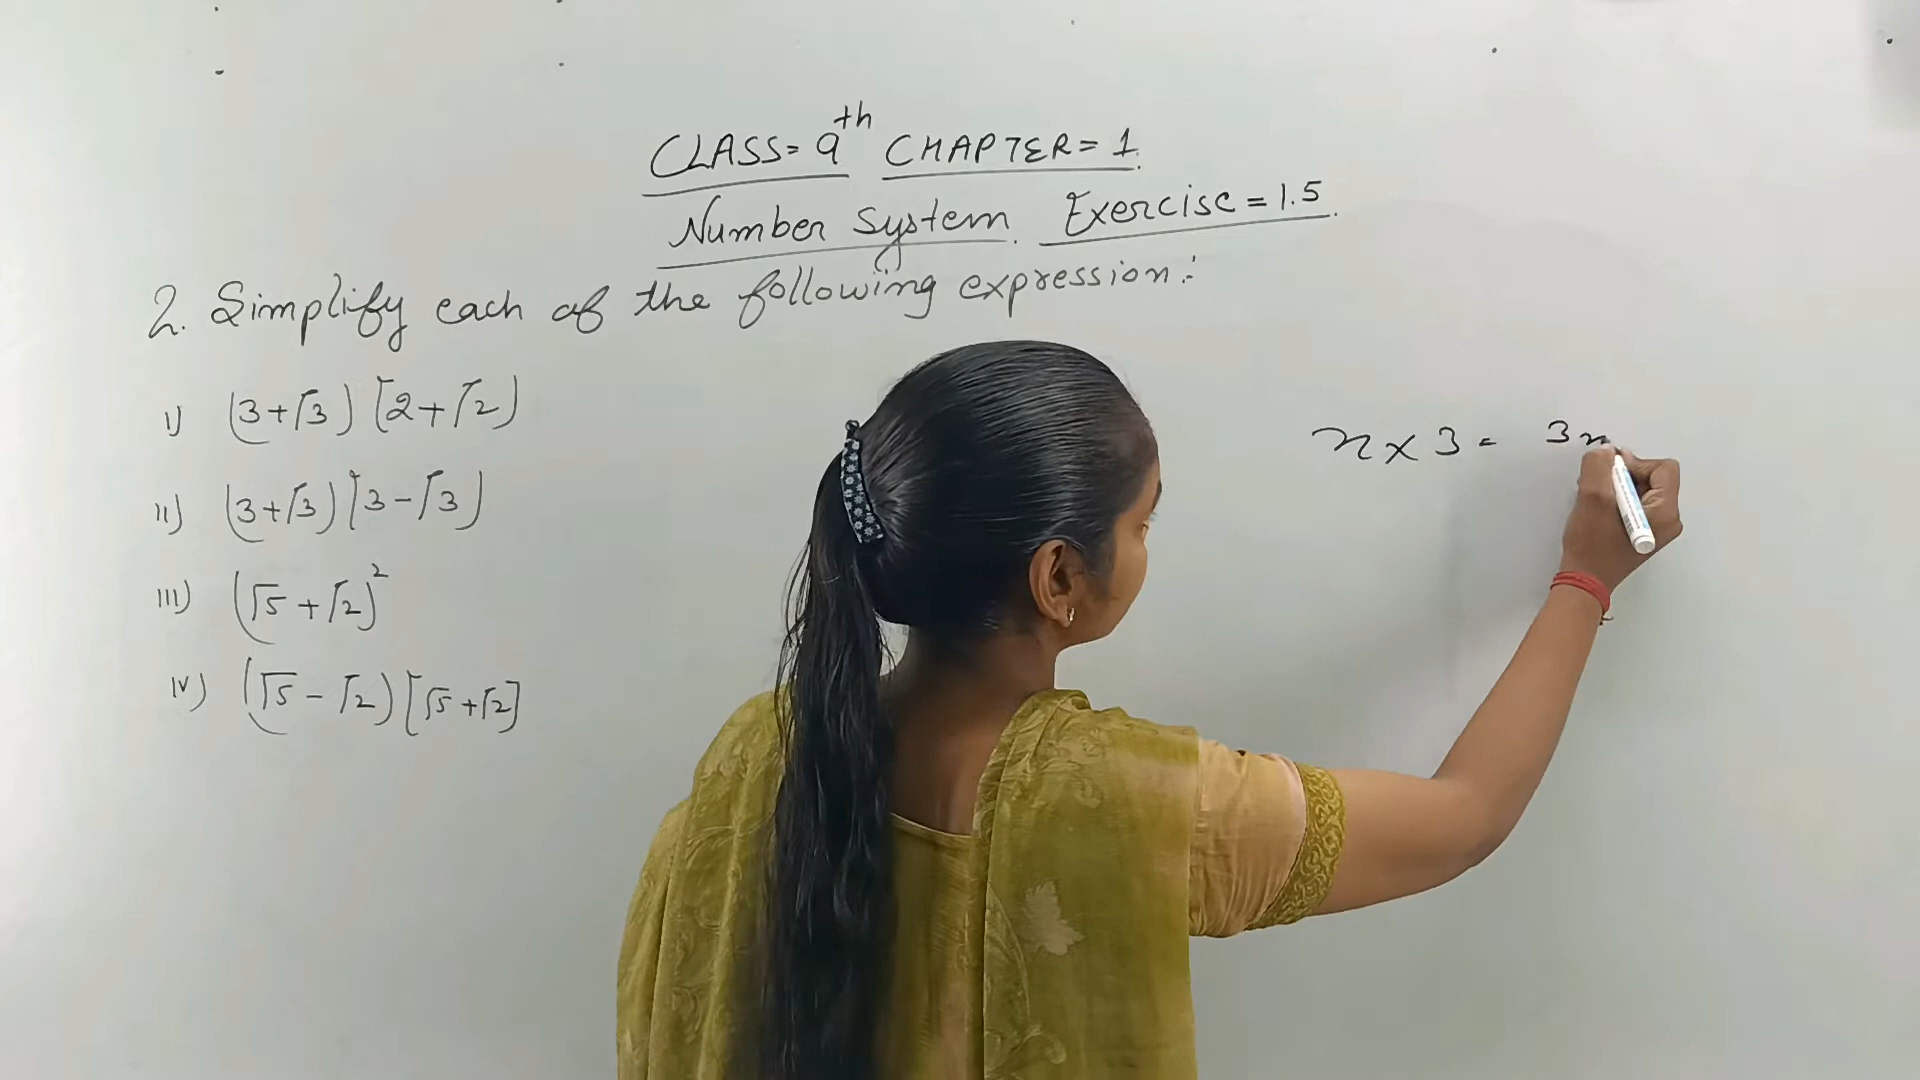 CLASS= 9th CHAPTER= 1.
Number System. Exercise = 1.5
2. Simplify each of the following expression:
i) (3+√3) [2+√2)
ii) (3+√3) [3-√3)
iii) (√5 + √2)²
iv) (√5 - √2) [√5 + √2]
x × 3 = 3x